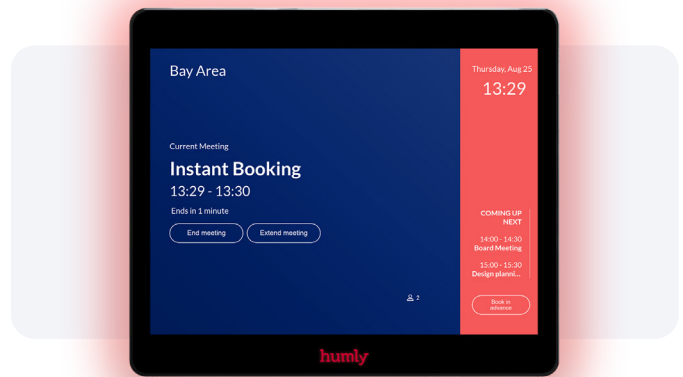 Bay Area
Current Meeting
Instant Booking
13:29 - 13:30
Ends in 1 minute
End meeting
Extend meeting
2
Thursday, Aug 25
13:29
COMING UP
NEXT
14:00 - 14:30
Board Meeting
15:00 - 15:30
Design planni...
Book in
advance
humly